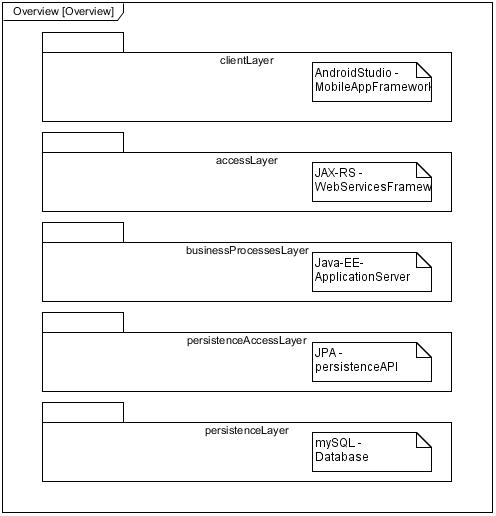 Overview [Overview]
clientLayer
AndroidStudio -
MobileAppFramework
accessLayer
JAX-RS -
WebServicesFramew
businessProcessesLayer
Java-EE-
ApplicationServer
persistenceAccessLayer
JPA -
persistenceAPI
persistenceLayer
mySQL -
Database